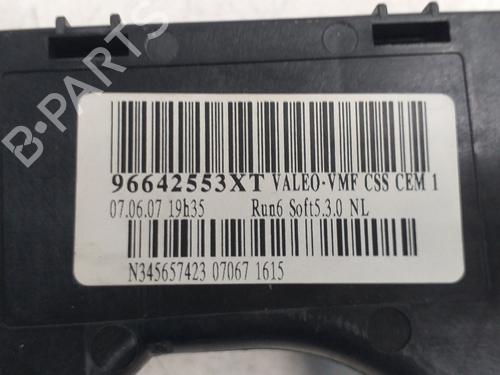 B-PARTS
96642553XT VALEO-VMF CSS CEM 1
07.06.07 19h35 Run6 Soft5.3.0 NL
N345657423 07067 1615